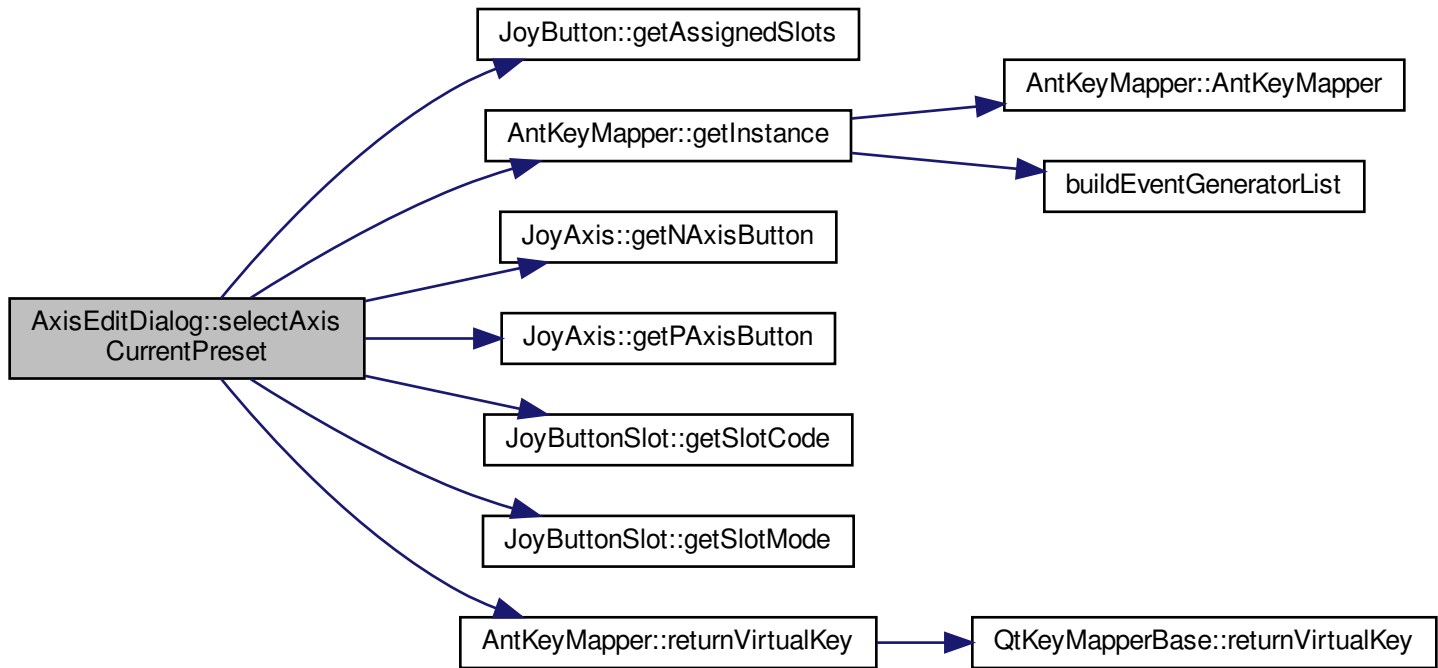 JoyButton::getAssignedSlots
AntKeyMapper::AntKeyMapper
AntKeyMapper::getInstance
buildEventGeneratorList
JoyAxis::getNAxisButton
AxisEditDialog::selectAxis
CurrentPreset
JoyAxis::getPAxisButton
JoyButtonSlot::getSlotCode
JoyButtonSlot::getSlotMode
AntKeyMapper::returnVirtualKey
QtKeyMapperBase::returnVirtualKey